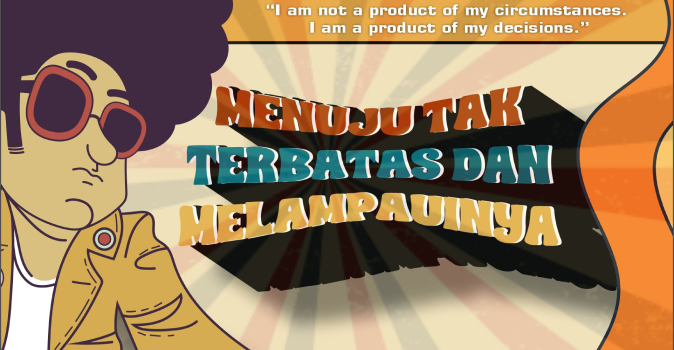 “I am not a product of my circumstances.
I am a product of my decisions.”
MENUJU TAK
TERBATAS DAN
MELAMPAUINYA